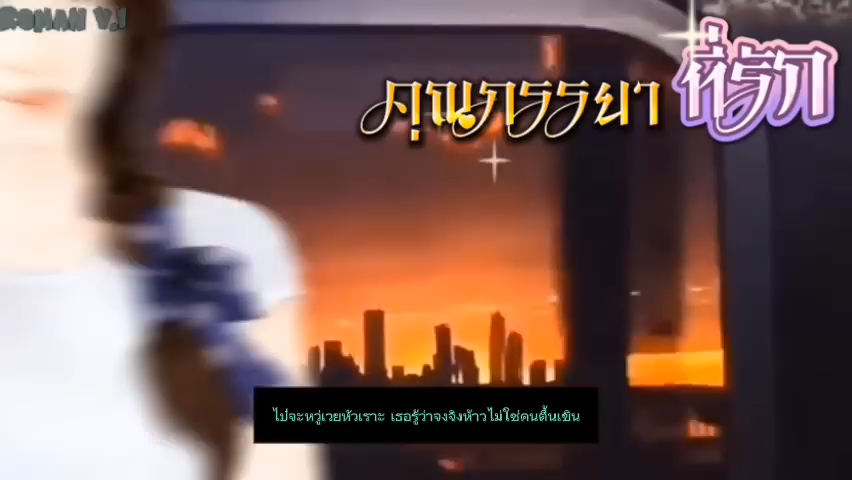 ROMAN V.1
คุณภรรยา ที่รัก
ไป๋จะหวู่เวยหัวเราะ เธอรู้ว่าจงจิงห้าวไม่ใช่คนตื้นเขิน